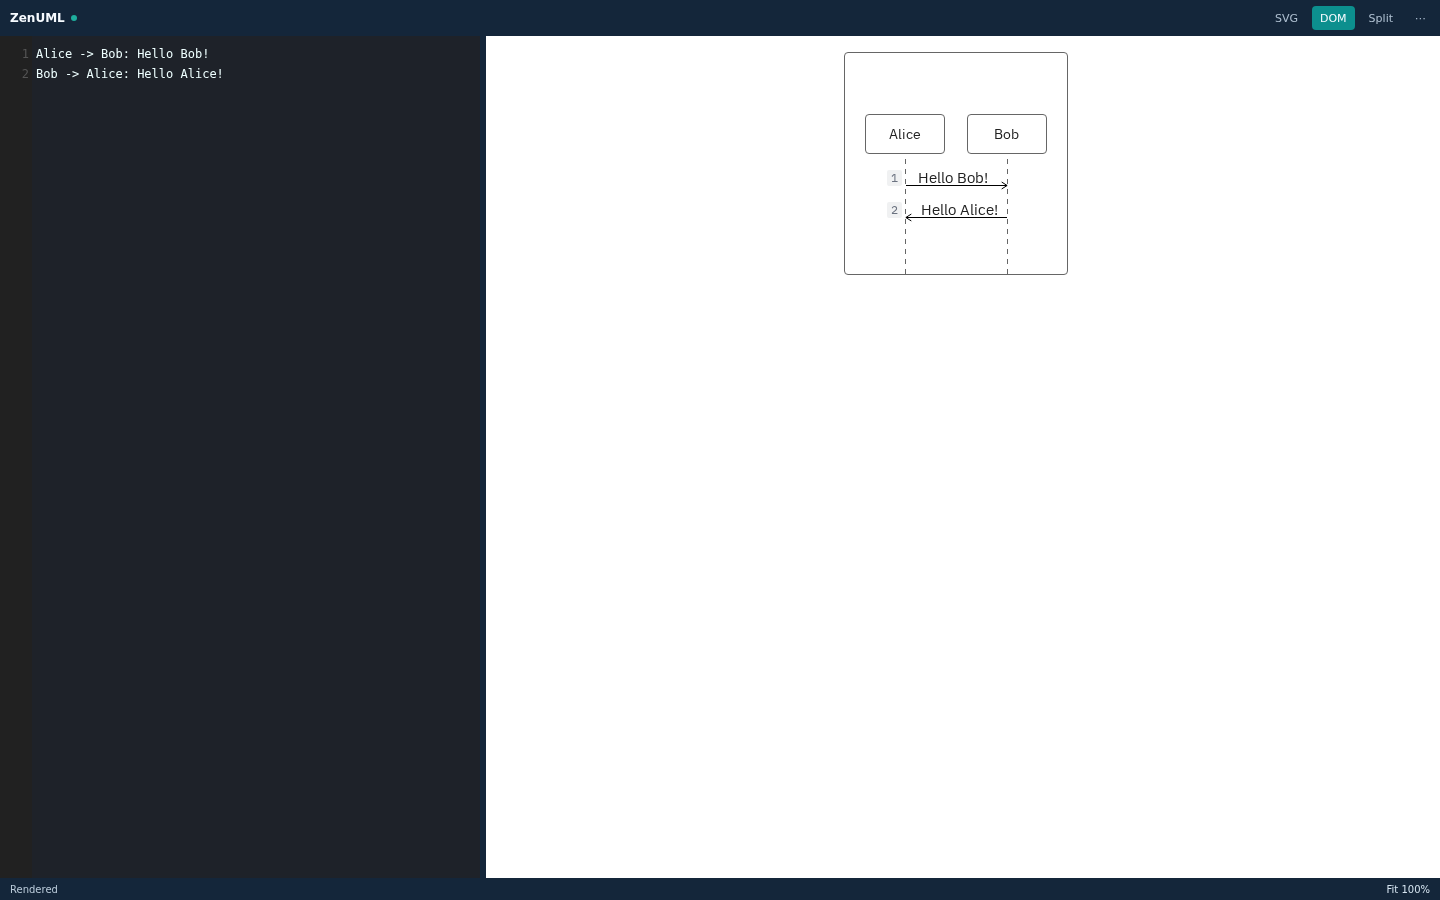 ZenUML
SVG DOM Split ···
1 Alice -> Bob: Hello Bob!
2 Bob -> Alice: Hello Alice!
Alice Bob
1 Hello Bob!
2 Hello Alice!
Rendered
Fit 100%